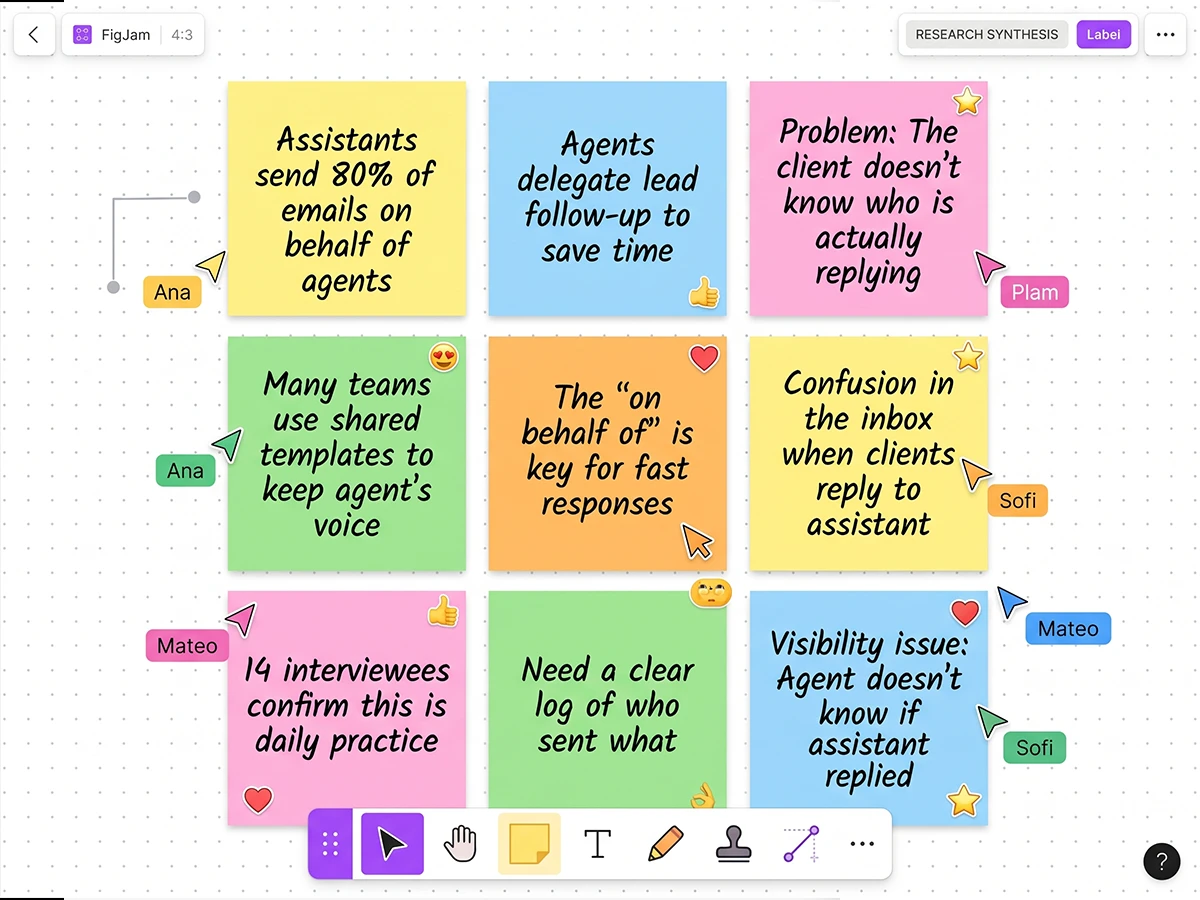 FigJam 4:3
RESEARCH SYNTHESIS Label
Assistants
send 80% of
emails on
behalf of
agents
Agents
delegate lead
follow-up to
save time
Problem: The
client doesn't
know who is
actually
replying
Ana
Plam
Many teams
use shared
templates to
keep agent's
voice
The “on
behalf of” is
key for fast
responses
Confusion in
the inbox
when clients
reply to
assistant
Ana
Sofi
Mateo
14 interviewees
confirm this is
daily practice
Need a clear
log of who
sent what
Visibility issue:
Agent doesn't
know if
assistant
replied
Mateo
Sofi
T
?